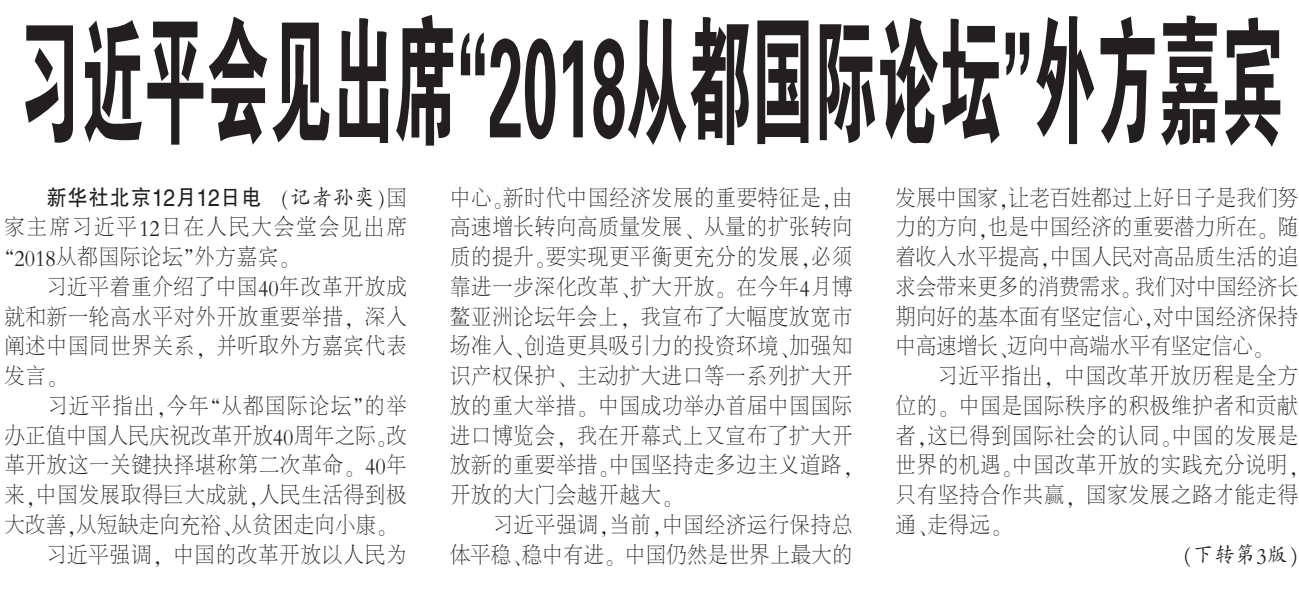 习近平会见出席“2018从都国际论坛”外方嘉宾
新华社北京12月12日电　(记者孙奕)国
家主席习近平12日在人民大会堂会见出席
“2018从都国际论坛”外方嘉宾。
习近平着重介绍了中国40年改革开放成
就和新一轮高水平对外开放重要举措，深入
阐述中国同世界关系，并听取外方嘉宾代表
发言。
习近平指出，今年“从都国际论坛”的举
办正值中国人民庆祝改革开放40周年之际。改
革开放这一关键抉择堪称第二次革命。40年
来，中国发展取得巨大成就，人民生活得到极
大改善，从短缺走向充裕、从贫困走向小康。
习近平强调，中国的改革开放以人民为
中心。新时代中国经济发展的重要特征是，由
高速增长转向高质量发展、从量的扩张转向
质的提升。要实现更平衡更充分的发展，必须
靠进一步深化改革、扩大开放。在今年4月博
鳌亚洲论坛年会上，我宣布了大幅度放宽市
场准入、创造更具吸引力的投资环境、加强知
识产权保护、主动扩大进口等一系列扩大开
放的重大举措。中国成功举办首届中国国际
进口博览会，我在开幕式上又宣布了扩大开
放新的重要举措。中国坚持走多边主义道路，
开放的大门会越开越大。
习近平强调，当前，中国经济运行保持总
体平稳、稳中有进。中国仍然是世界上最大的
发展中国家，让老百姓都过上好日子是我们努
力的方向，也是中国经济的重要潜力所在。随
着收入水平提高，中国人民对高品质生活的追
求会带来更多的消费需求。我们对中国经济长
期向好的基本面有坚定信心，对中国经济保持
中高速增长、迈向中高端水平有坚定信心。
习近平指出，中国改革开放历程是全方
位的。中国是国际秩序的积极维护者和贡献
者，这已得到国际社会的认同。中国的发展是
世界的机遇。中国改革开放的实践充分说明，
只有坚持合作共赢，国家发展之路才能走得
通、走得远。
(下转第3版)